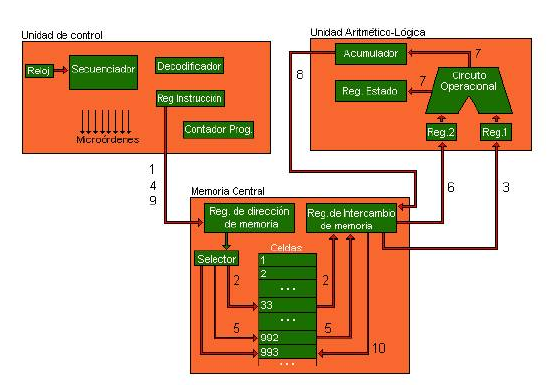 Unidad de control
Reloj
Secuenciador
Decodificador
Reg Instrucción
Contador Prog.
Microórdenes
Unidad Aritmético-Lógica
Acumulador
Reg. Estado
Circuito
Operacional
Reg.2
Reg.1
7
7
8
6
3
1
4
9
Memoria Central
Reg. de dirección
de memoria
Reg.de Intercambio
de memoria
Selector
Celdas
1
2
...
33
...
992
993
...
2
2
5
5
10